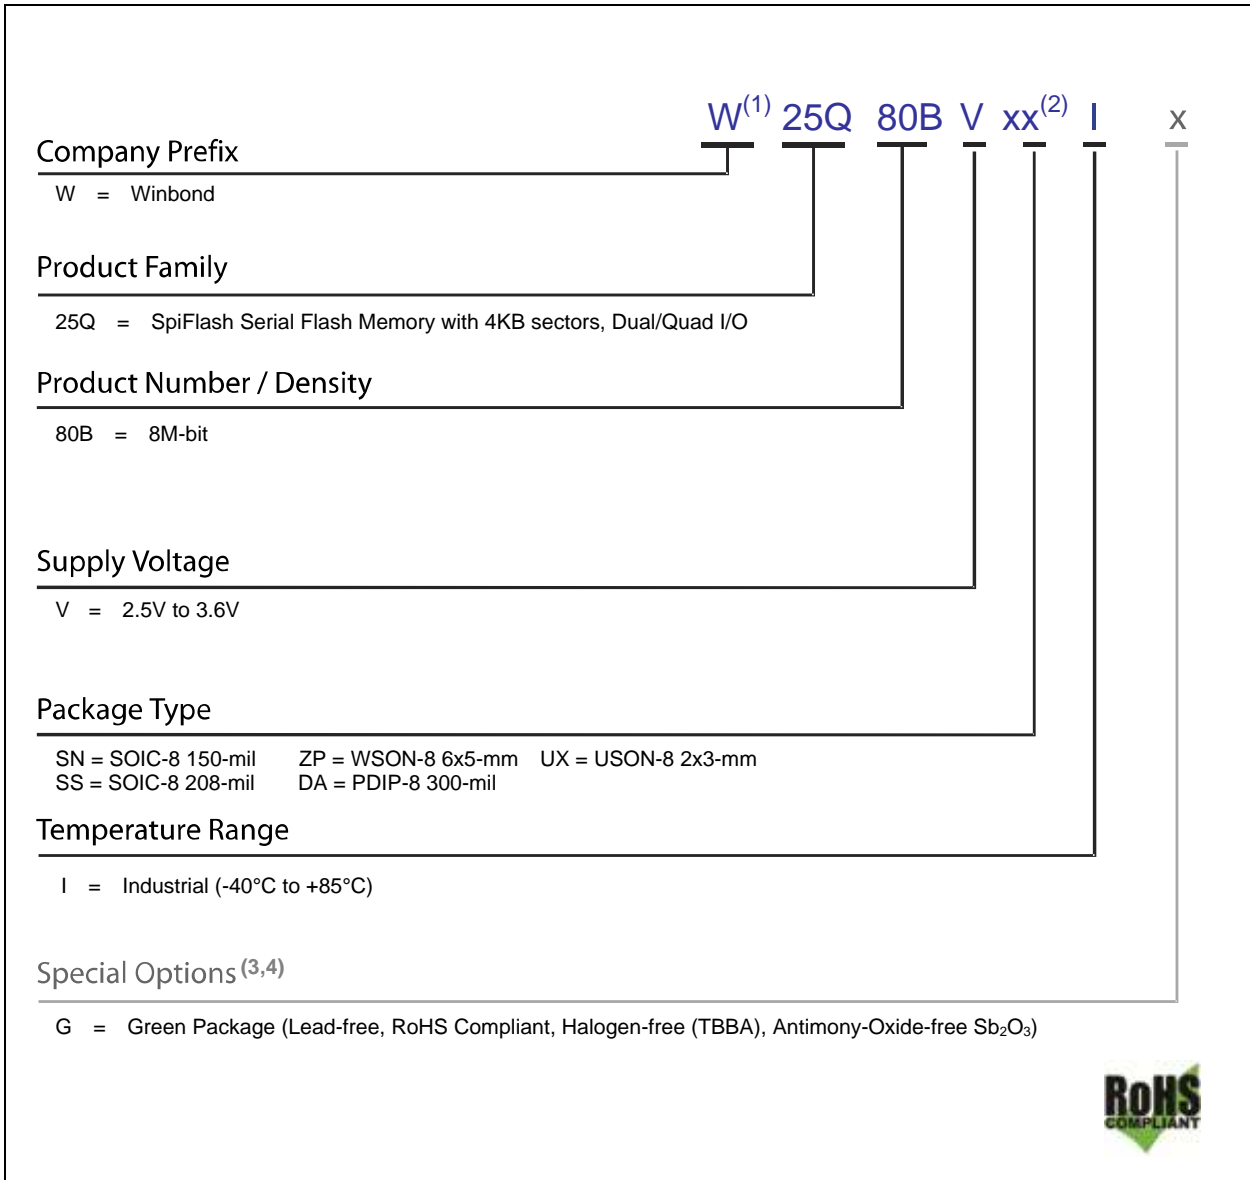 W(1) 25Q 80B V xx(2) I x
Company Prefix
W = Winbond
Product Family
25Q = SpiFlash Serial Flash Memory with 4KB sectors, Dual/Quad I/O
Product Number / Density
80B = 8M-bit
Supply Voltage
V = 2.5V to 3.6V
Package Type
SN = SOIC-8 150-mil ZP = WSON-8 6x5-mm UX = USON-8 2x3-mm
SS = SOIC-8 208-mil DA = PDIP-8 300-mil
Temperature Range
I = Industrial (-40°C to +85°C)
Special Options (3,4)
G = Green Package (Lead-free, RoHS Compliant, Halogen-free (TBBA), Antimony-Oxide-free Sb₂O₃)
RoHS
COMPLIANT